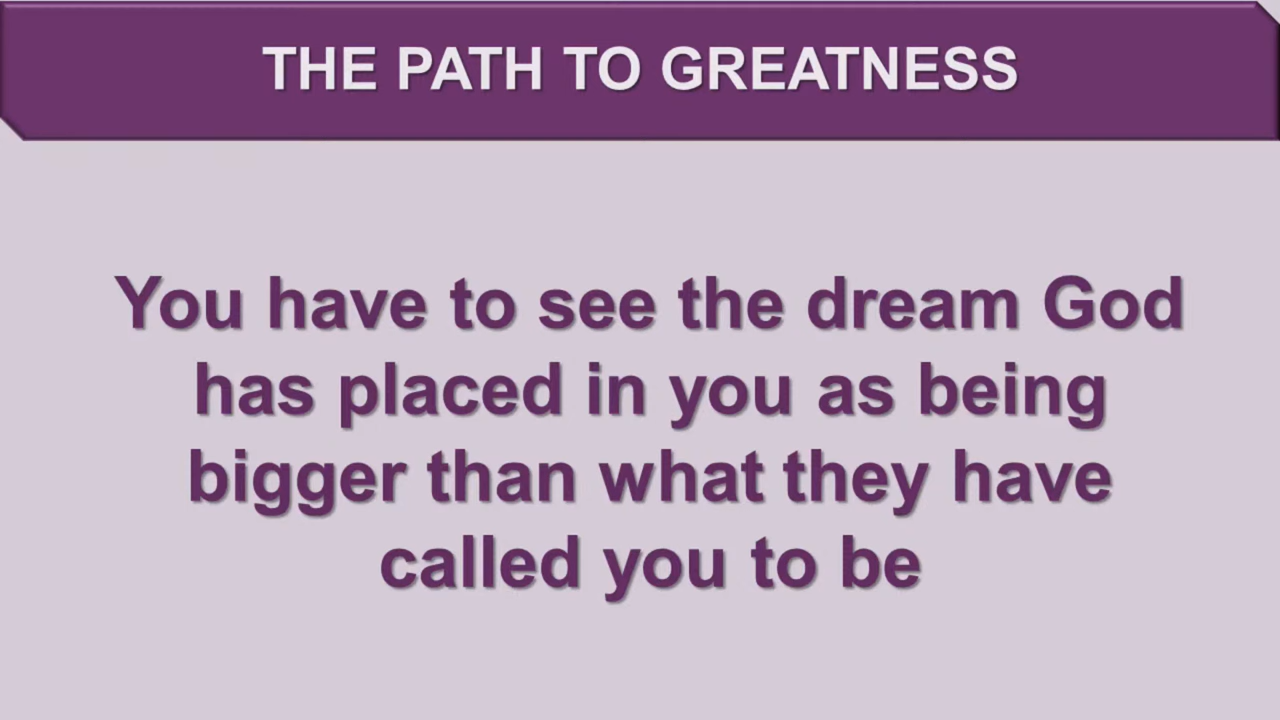 THE PATH TO GREATNESS
You have to see the dream God
has placed in you as being
bigger than what they have
called you to be